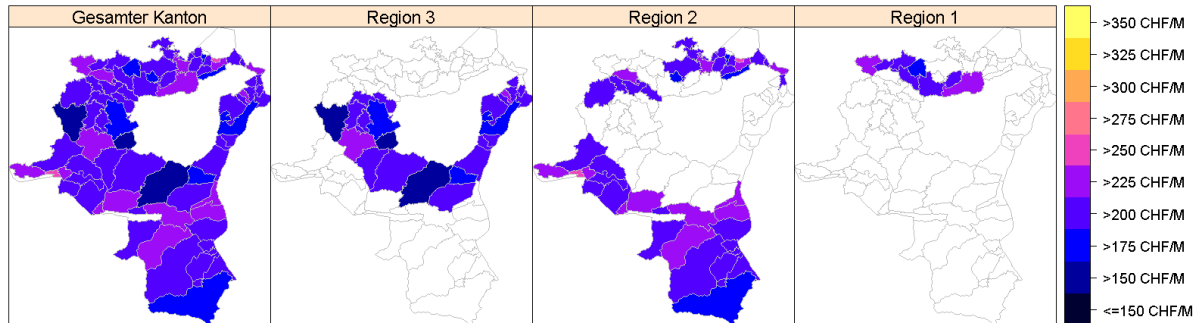 Gesamter Kanton
Region 3
Region 2
Region 1
>350 CHF/M
>325 CHF/M
>300 CHF/M
>275 CHF/M
>250 CHF/M
>225 CHF/M
>200 CHF/M
>175 CHF/M
>150 CHF/M
<=150 CHF/M